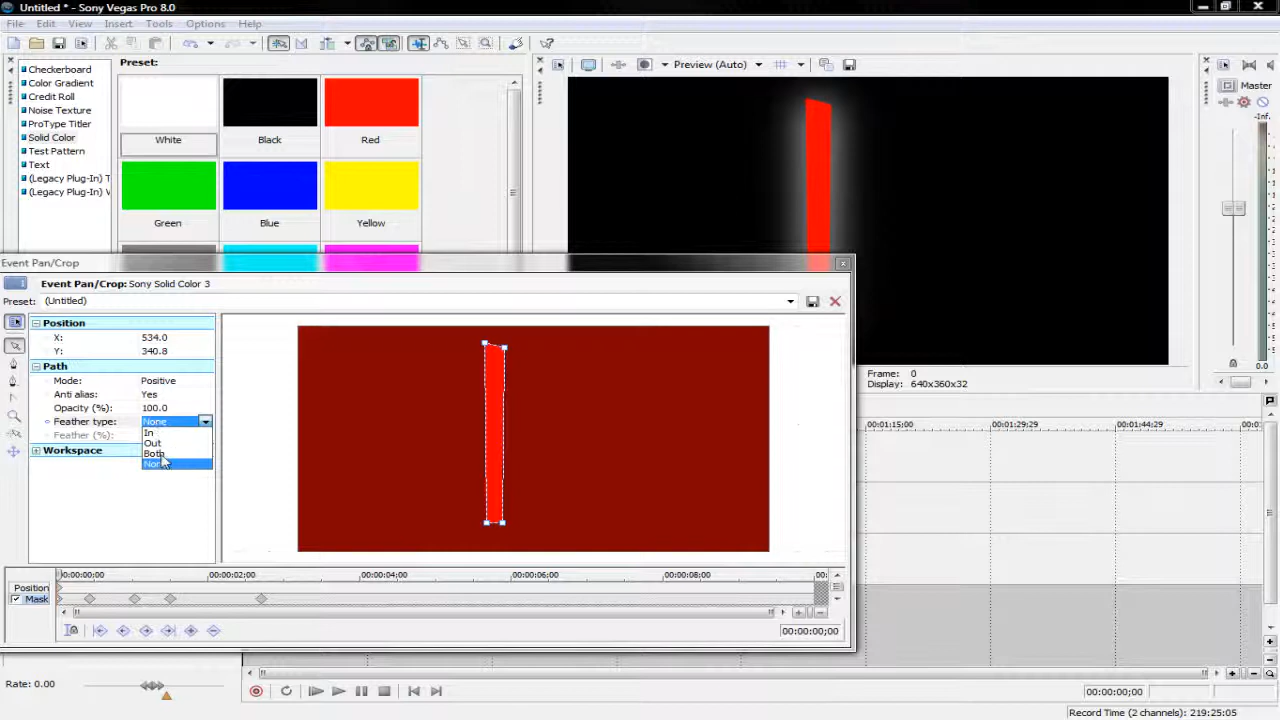 Untitled * - Sony Vegas Pro 8.0
File Edit View Insert Tools Options Help
Checkerboard
Color Gradient
Credit Roll
Noise Texture
ProType Titler
Solid Color
Test Pattern
Text
(Legacy Plug-In) T
(Legacy Plug-In) V
Preset:
White Black Red
Green Blue Yellow
Preview (Auto)
Master
-Inf.
0.0
Frame: 0
Display: 640x360x32
Event Pan/Crop
Event Pan/Crop: Sony Solid Color 3
Preset: (Untitled)
Position
X: 534.0
Y: 340.8
Path
Mode: Positive
Anti alias: Yes
Opacity (%): 100.0
Feather type: None
Feather (%):
In
Out
Both
None
Workspace
00:00:00;00 00:00:02;00 00:00:04;00 00:00:06;00 00:00:08;00 00:
Position
Mask
00:00:00;00
00:01:15;00 00:01:29;29 00:01:44;29 00:0
Rate: 0.00
00:00:00;00
Record Time (2 channels): 219:25:05